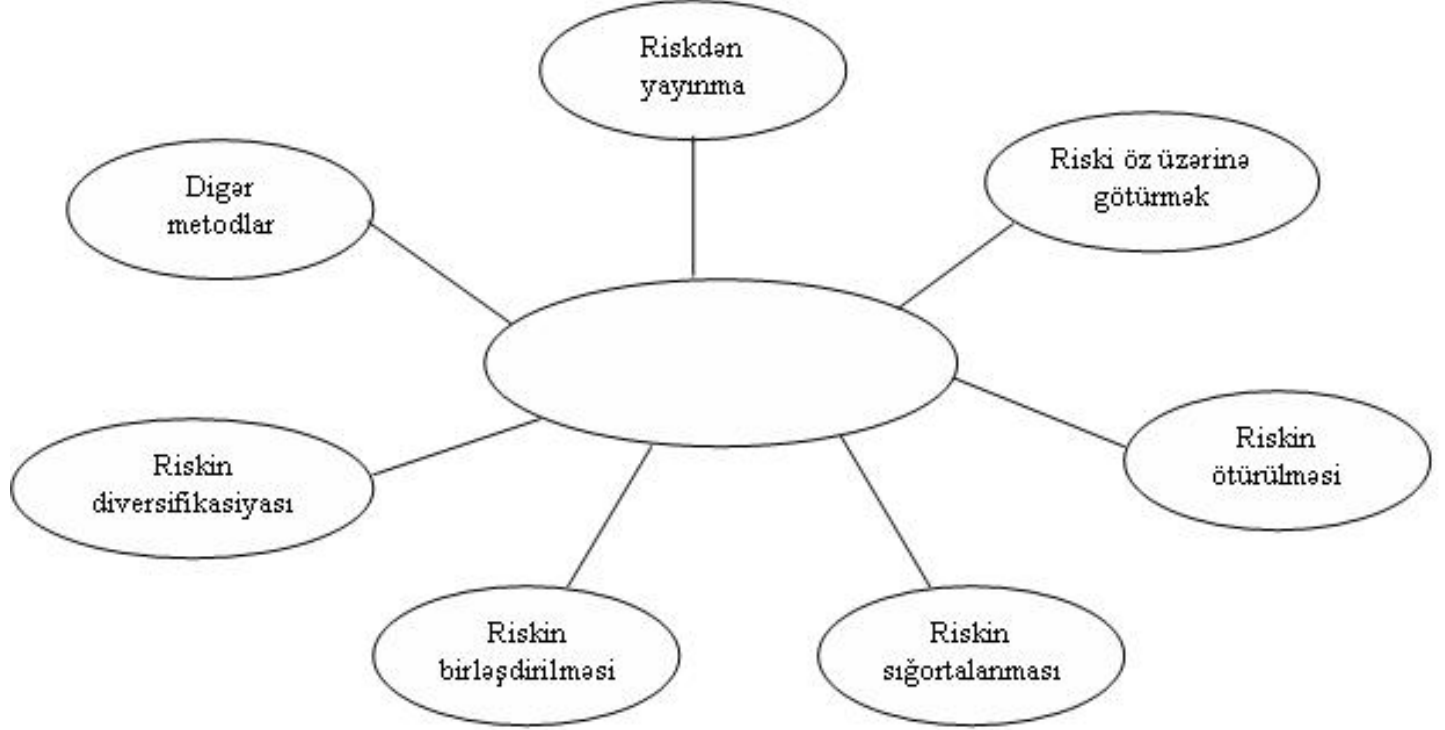 Riskdən
yayınma
Riski öz üzərinə
götürmək
Digər
metodlar
Riskin
ötürülməsi
Riskin
diversifikasiyası
Riskin
birləşdirilməsi
Riskin
sığortalanması